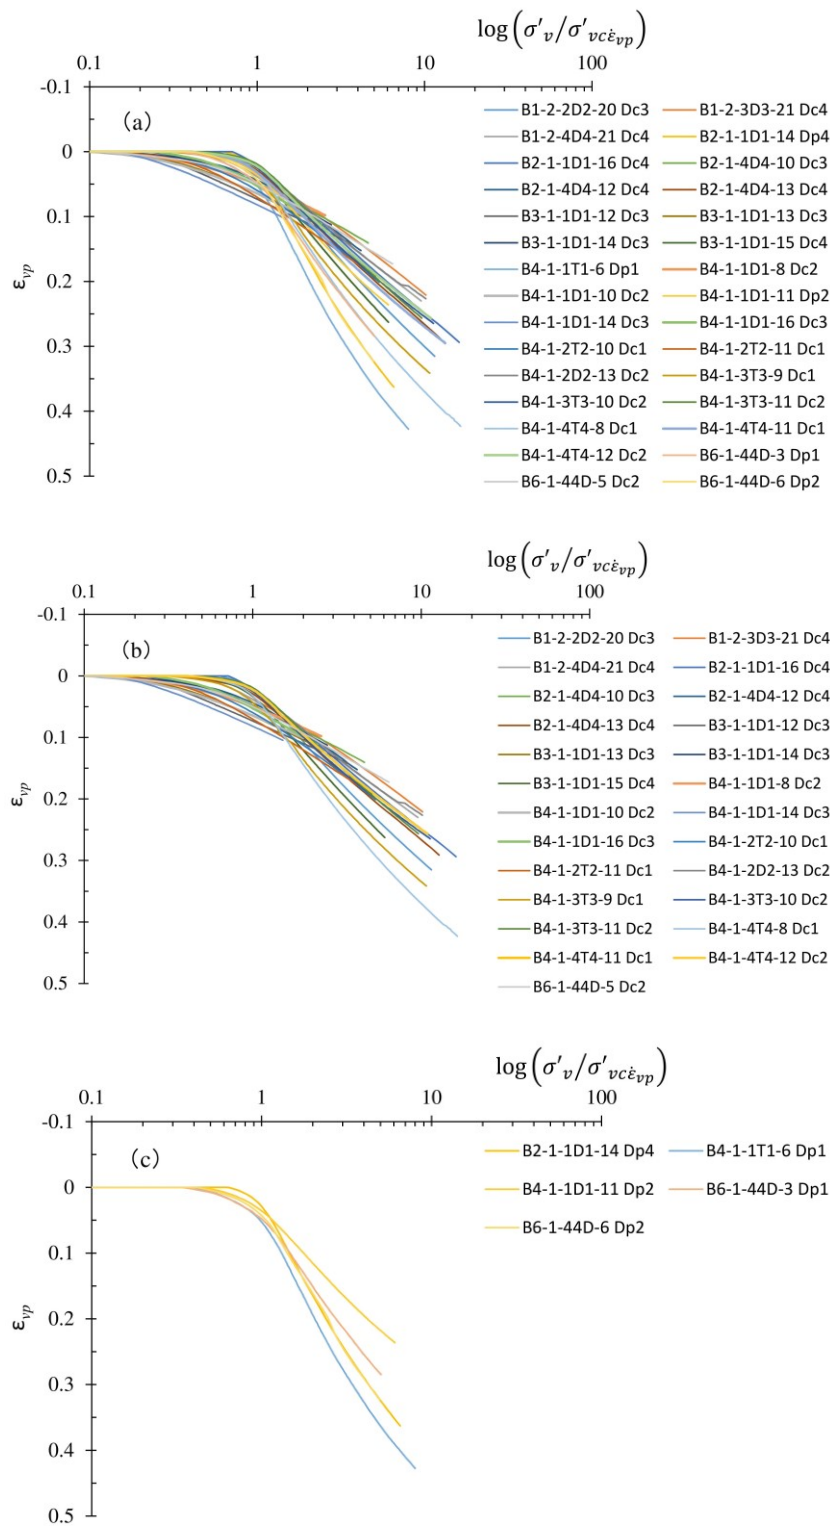 log(σ′v/σ′vcε̇vp)
0.1 1 10 100
-0.1
(a)
0
0.1
0.2
0.3
0.4
0.5
εvp
B1-2-2D2-20 Dc3 B1-2-3D3-21 Dc4
B1-2-4D4-21 Dc4 B2-1-1D1-14 Dp4
B2-1-1D1-16 Dc4 B2-1-4D4-10 Dc3
B2-1-4D4-12 Dc4 B2-1-4D4-13 Dc4
B3-1-1D1-12 Dc3 B3-1-1D1-13 Dc3
B3-1-1D1-14 Dc3 B3-1-1D1-15 Dc4
B4-1-1T1-6 Dp1 B4-1-1D1-8 Dc2
B4-1-1D1-10 Dc2 B4-1-1D1-11 Dp2
B4-1-1D1-14 Dc3 B4-1-1D1-16 Dc3
B4-1-2T2-10 Dc1 B4-1-2T2-11 Dc1
B4-1-2D2-13 Dc2 B4-1-3T3-9 Dc1
B4-1-3T3-10 Dc2 B4-1-3T3-11 Dc2
B4-1-4T4-8 Dc1 B4-1-4T4-11 Dc1
B4-1-4T4-12 Dc2 B6-1-44D-3 Dp1
B6-1-44D-5 Dc2 B6-1-44D-6 Dp2
log(σ′v/σ′vcε̇vp)
0.1 1 10 100
-0.1
(b)
0
0.1
0.2
0.3
0.4
0.5
εvp
B1-2-2D2-20 Dc3 B1-2-3D3-21 Dc4
B1-2-4D4-21 Dc4 B2-1-1D1-16 Dc4
B2-1-4D4-10 Dc3 B2-1-4D4-12 Dc4
B2-1-4D4-13 Dc4 B3-1-1D1-12 Dc3
B3-1-1D1-13 Dc3 B3-1-1D1-14 Dc3
B3-1-1D1-15 Dc4 B4-1-1D1-8 Dc2
B4-1-1D1-10 Dc2 B4-1-1D1-14 Dc3
B4-1-1D1-16 Dc3 B4-1-2T2-10 Dc1
B4-1-2T2-11 Dc1 B4-1-2D2-13 Dc2
B4-1-3T3-9 Dc1 B4-1-3T3-10 Dc2
B4-1-3T3-11 Dc2 B4-1-4T4-8 Dc1
B4-1-4T4-11 Dc1 B4-1-4T4-12 Dc2
B6-1-44D-5 Dc2
log(σ′v/σ′vcε̇vp)
0.1 1 10 100
-0.1
(c)
0
0.1
0.2
0.3
0.4
0.5
εvp
B2-1-1D1-14 Dp4 B4-1-1T1-6 Dp1
B4-1-1D1-11 Dp2 B6-1-44D-3 Dp1
B6-1-44D-6 Dp2